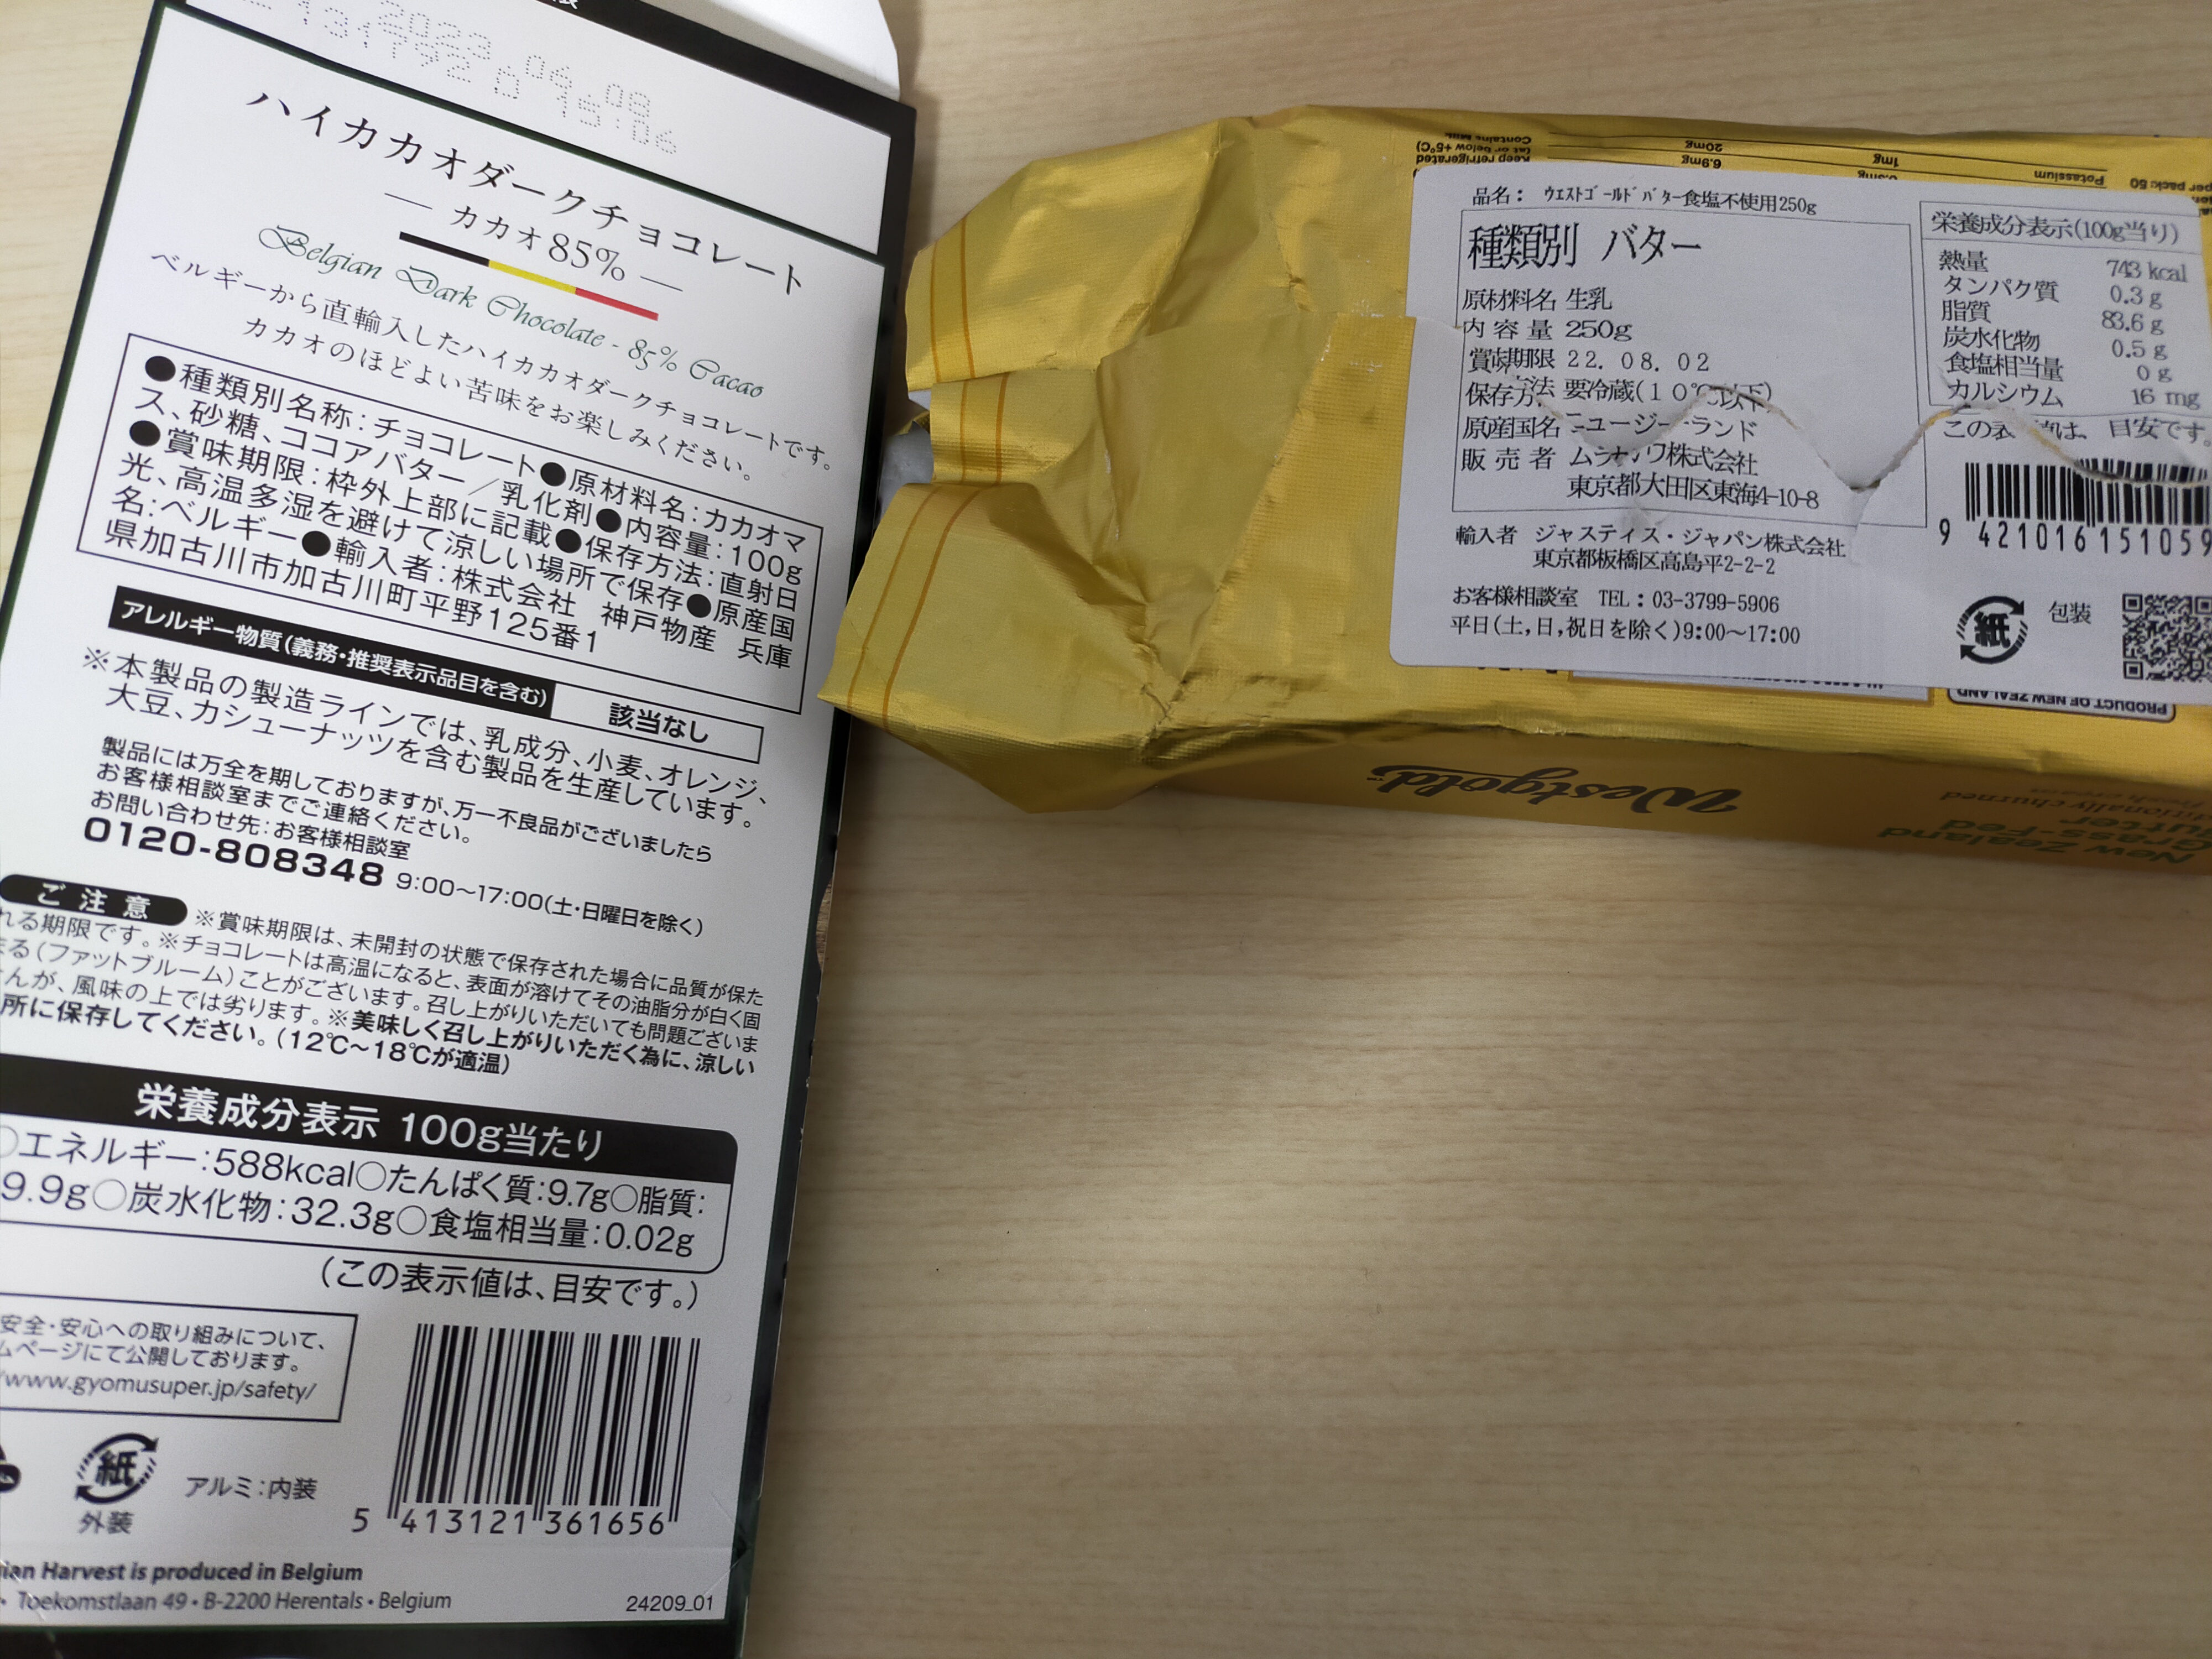 2023 06 08
15:06
ハイカカオダークチョコレート
カカオ85%
Belgian Dark Chocolate - 85% Cacao
ベルギーから直輸入したハイカカオダークチョコレートです。
カカオのほどよい苦味をお楽しみください。
●種類別名称:チョコレート●原材料名:カカオマ
ス、砂糖、ココアバター/乳化剤●内容量:100g
●賞味期限:枠外上部に記載●保存方法:直射日
光、高温多湿を避けて涼しい場所で保存●原産国
名:ベルギー●輸入者:株式会社 神戸物産 兵庫
県加古川市加古川町平野125番1
アレルギー物質(義務・推奨表示品目を含む) 該当なし
※本製品の製造ラインでは、乳成分、小麦、オレンジ、
大豆、カシューナッツを含む製品を生産しています。
製品には万全を期しておりますが、万一不良品がございましたら
お客様相談室までご連絡ください。
お問い合わせ先:お客様相談室
0120-808348 9:00〜17:00(土・日曜日を除く)
ご注意 ※賞味期限は、未開封の状態で保存された場合に品質が保た
れる期限です。※チョコレートは高温になると、表面が溶けてその油脂分が白く固
まる(ファットブルーム)ことがございます。召し上がりいただいても問題ございま
んが、風味の上では劣ります。※美味しく召し上がりいただく為に、涼しい
所に保存してください。(12℃〜18℃が適温)
栄養成分表示 100g当たり
○エネルギー:588kcal○たんぱく質:9.7g○脂質:
9.9g○炭水化物:32.3g○食塩相当量:0.02g
(この表示値は、目安です。)
安全・安心への取り組みについて、
ムページにて公開しております。
/www.gyomusuper.jp/safety/
紙
外装
アルミ:内装
5 413121 361656
ian Harvest is produced in Belgium
• Toekomstlaan 49 • B-2200 Herentals • Belgium
24209_01
Contains Milk
(at or below +5°C)
Keep refrigerated
20mg
6.9mg
1mg
Potassium
per pack: 50
品名: ウエストゴールドバター食塩不使用250g
種類別 バター
原材料名 生乳
内容量 250g
賞味期限 22. 08. 02
保存方法 要冷蔵(10℃以下)
原産国名 ニュージーランド
販売者 ムラカワ株式会社
東京都大田区東海4-10-8
輸入者 ジャスティス・ジャパン株式会社
東京都板橋区高島平2-2-2
お客様相談室 TEL:03-3799-5906
平日(土,日,祝日を除く)9:00〜17:00
栄養成分表示(100g当り)
熱量 743 kcal
タンパク質 0.3 g
脂質 83.6 g
炭水化物 0.5 g
食塩相当量 0 g
カルシウム 16 mg
この表 値は、目安です。
9 421016 151059
紙 包装
PRODUCT OF NEW ZEALAND
Westgold
New Zealand
Grass-Fed
utter
itionally churned